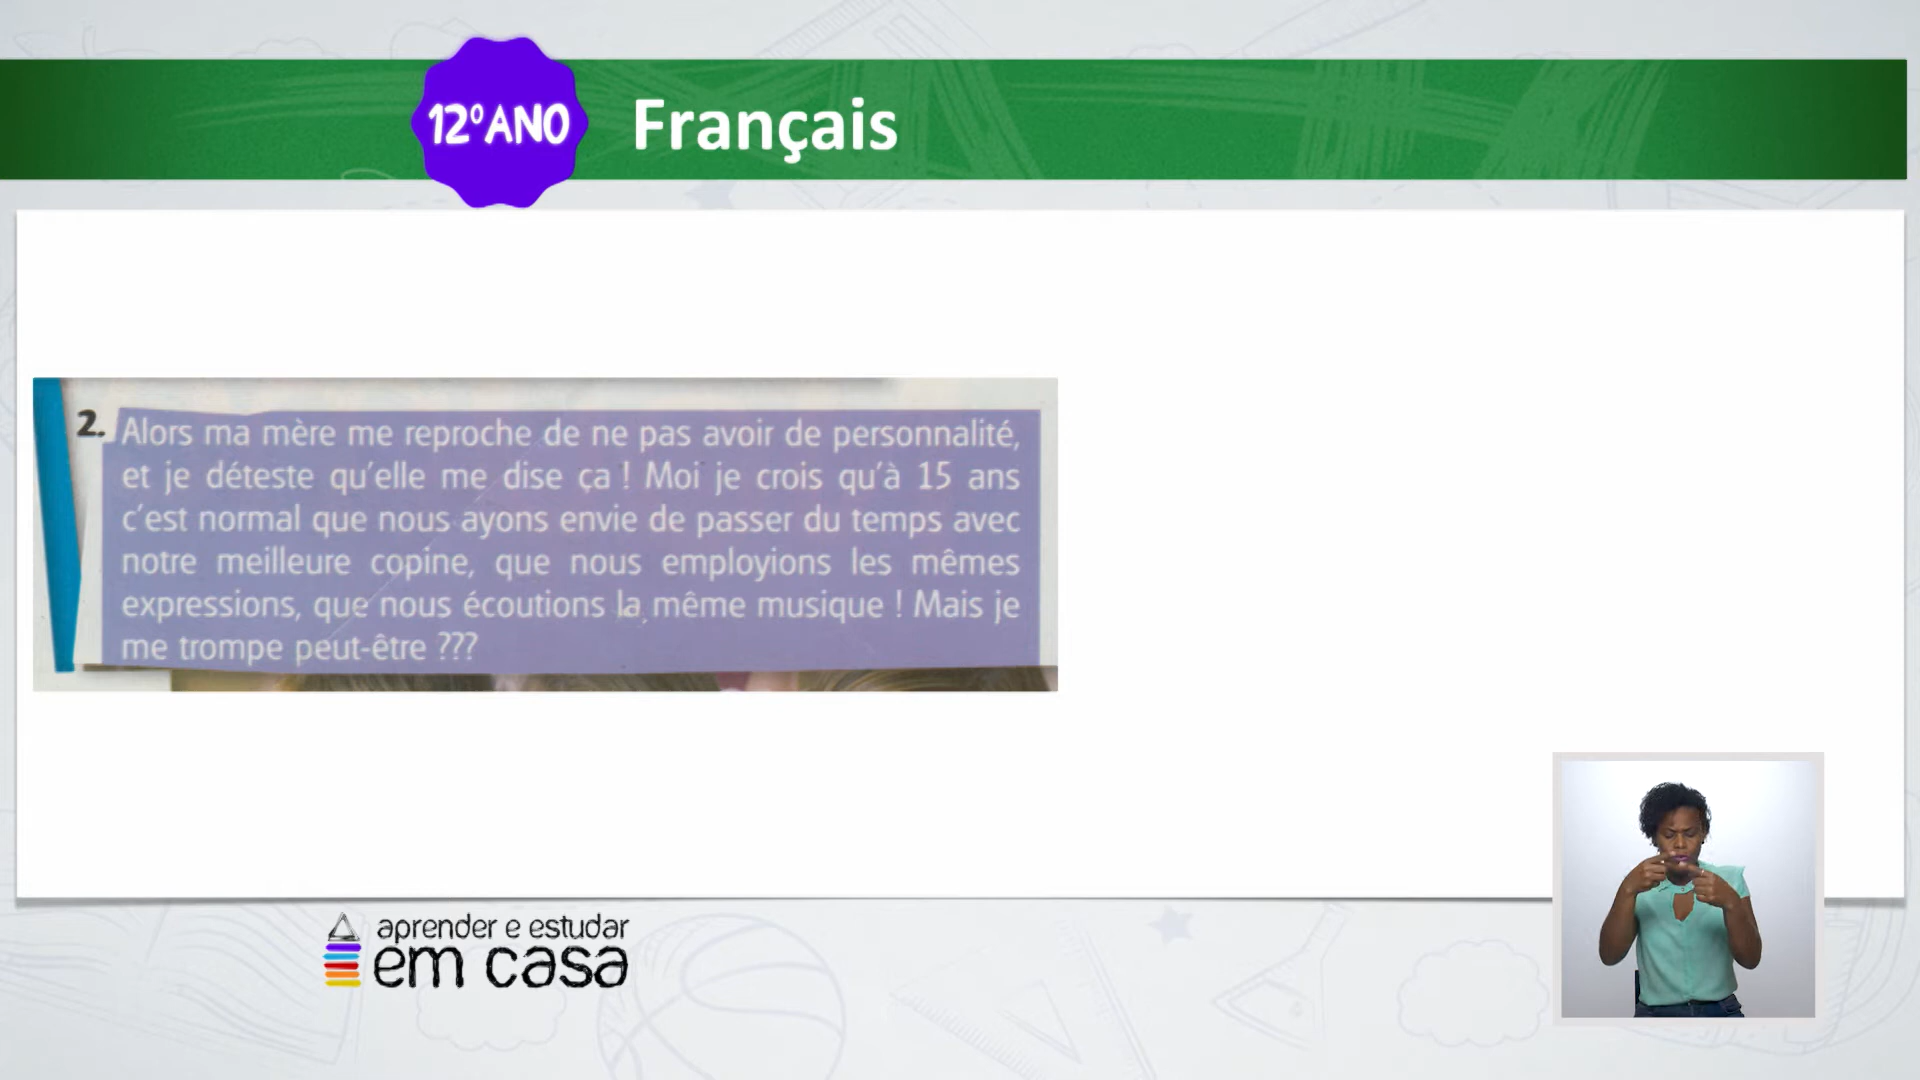 12ºANO
Français
2.
Alors ma mère me reproche de ne pas avoir de personnalité,
et je déteste qu'elle me dise ça ! Moi je crois qu'à 15 ans
c'est normal que nous ayons envie de passer du temps avec
notre meilleure copine, que nous employions les mêmes
expressions, que nous écoutions la même musique ! Mais je
me trompe peut-être ???
aprender e estudar
em casa